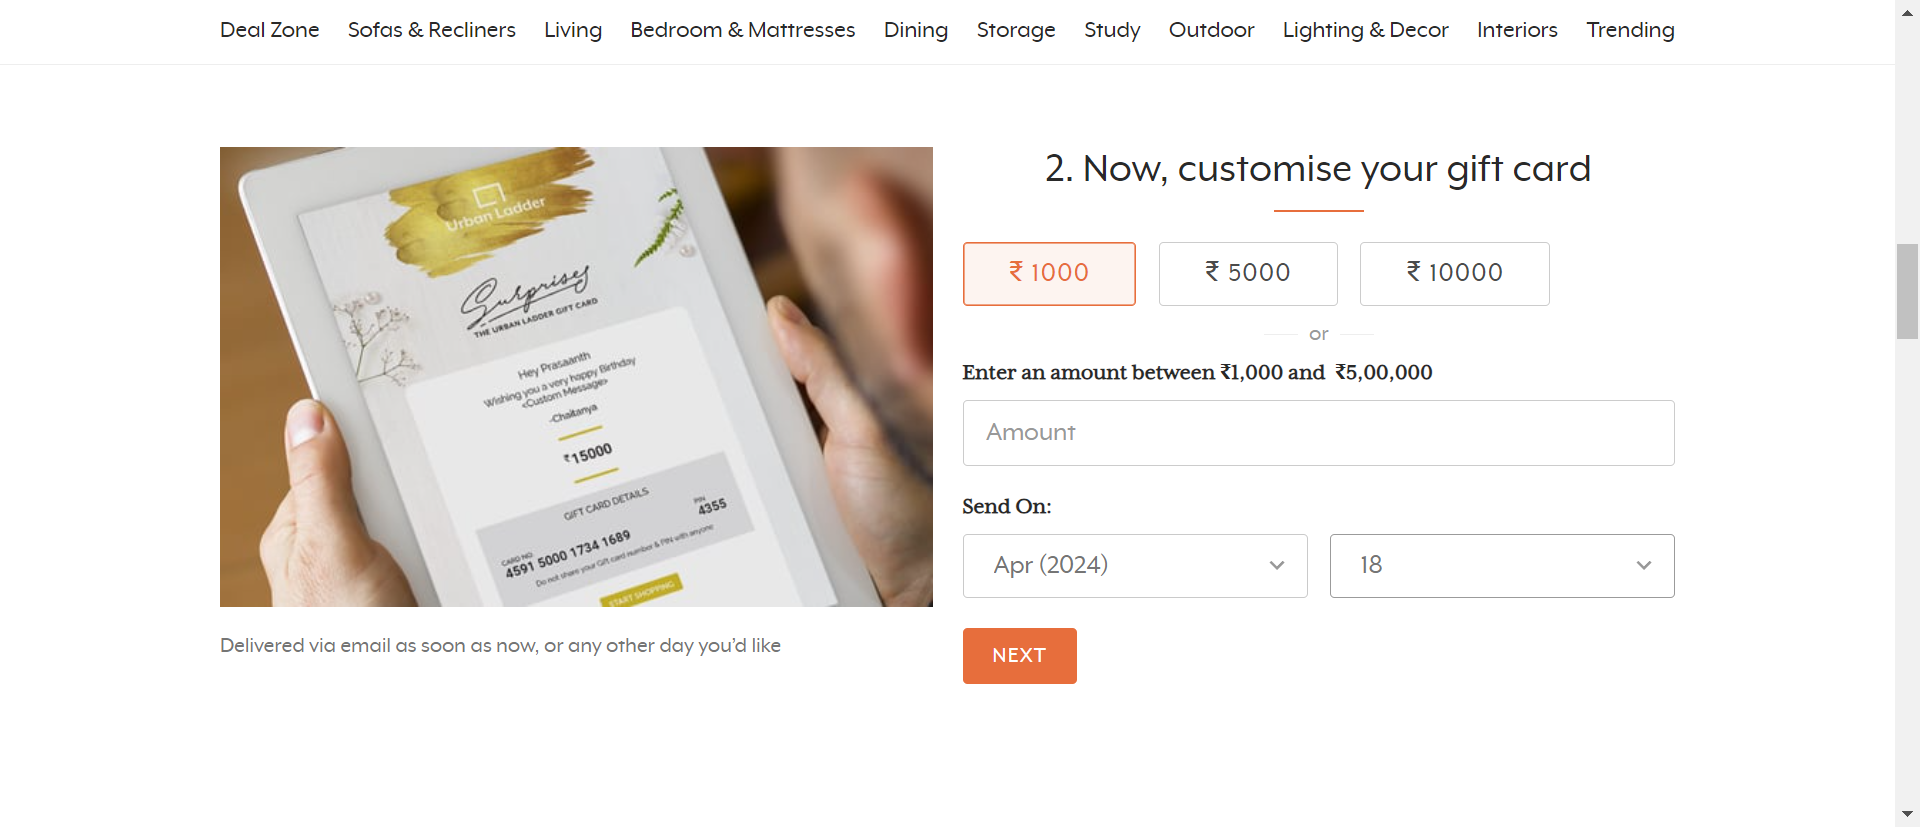 Deal Zone Sofas & Recliners Living Bedroom & Mattresses Dining Storage Study Outdoor Lighting & Decor Interiors Trending
Urban Ladder
Surprises
THE URBAN LADDER GIFT CARD
Hey Prasaanth
Wishing you a very happy Birthday
<Custom Message>
-Chaitanya
₹15000
GIFT CARD DETAILS
CARD NO.
4591 5000 1734 1689
PIN
4355
Do not share your Gift card number & PIN with anyone
START SHOPPING
Delivered via email as soon as now, or any other day you’d like
2. Now, customise your gift card
₹ 1000 ₹ 5000 ₹ 10000
or
Enter an amount between ₹1,000 and ₹5,00,000
Amount
Send On:
Apr (2024) 18
NEXT